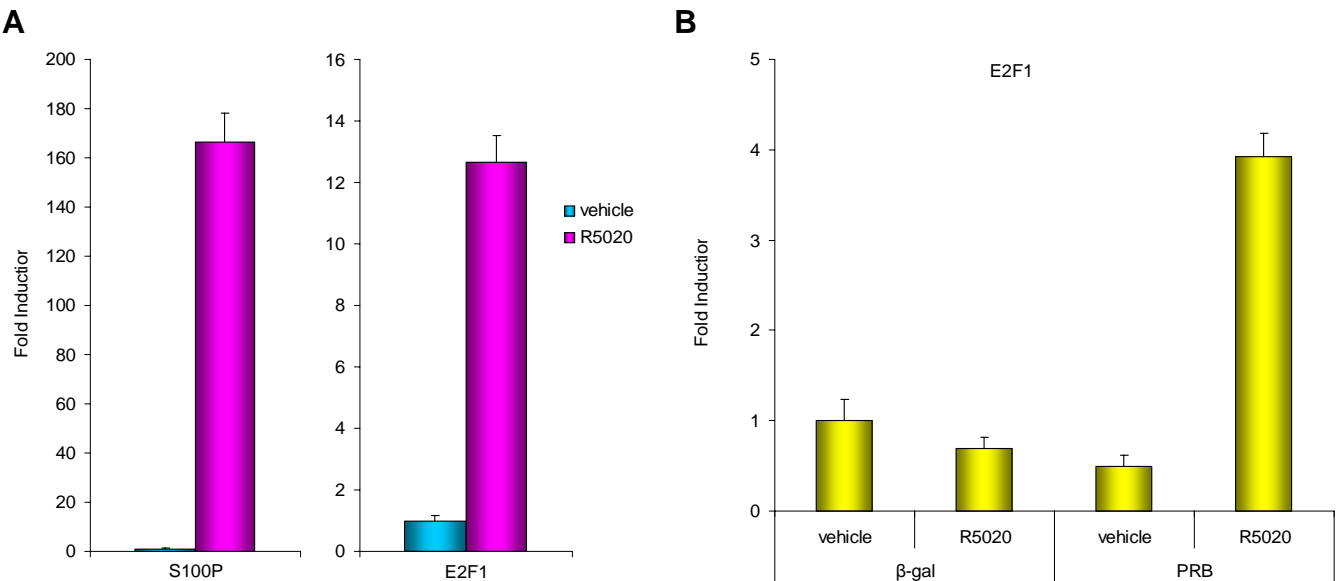 A
B
200
180
160
140
120
100
80
60
40
20
0
Fold Inductior
S100P
16
14
12
10
8
6
4
2
0
E2F1
vehicle
R5020
E2F1
5
4
3
2
1
0
Fold Inductior
vehicle R5020 vehicle R5020
β-gal PRB